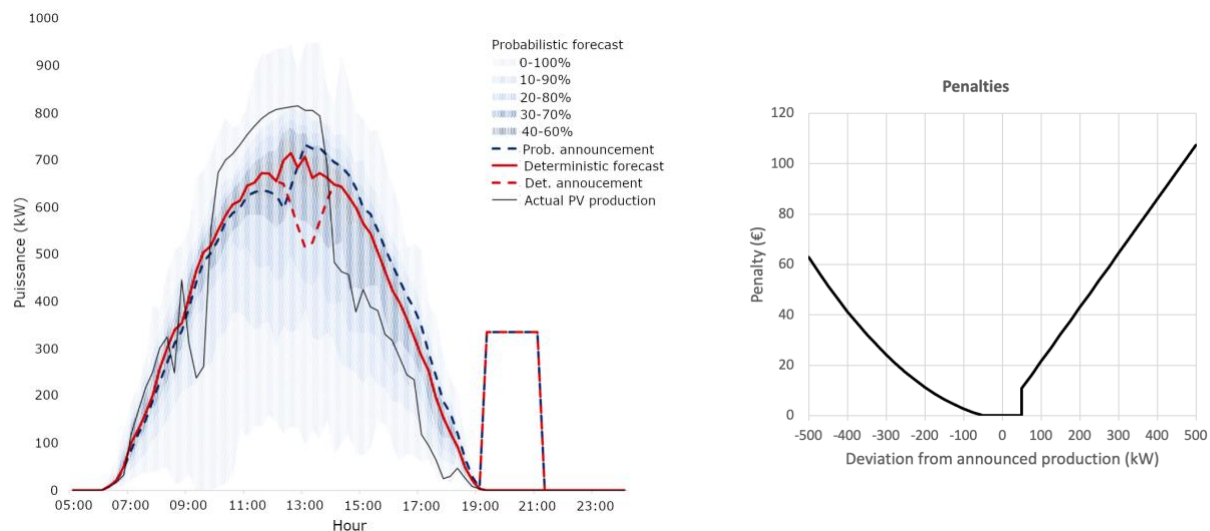 1000
900
800
700
600
500
400
300
200
100
0
Puissance (kW)
05:00 07:00 09:00 11:00 13:00 15:00 17:00 19:00 21:00 23:00
Hour
Probabilistic forecast
0-100%
10-90%
20-80%
30-70%
40-60%
Prob. announcement
Deterministic forecast
Det. annoucement
Actual PV production
Penalties
120
100
80
60
40
20
0
Penalty (€)
-500 -400 -300 -200 -100 0 100 200 300 400 500
Deviation from announced production (kW)